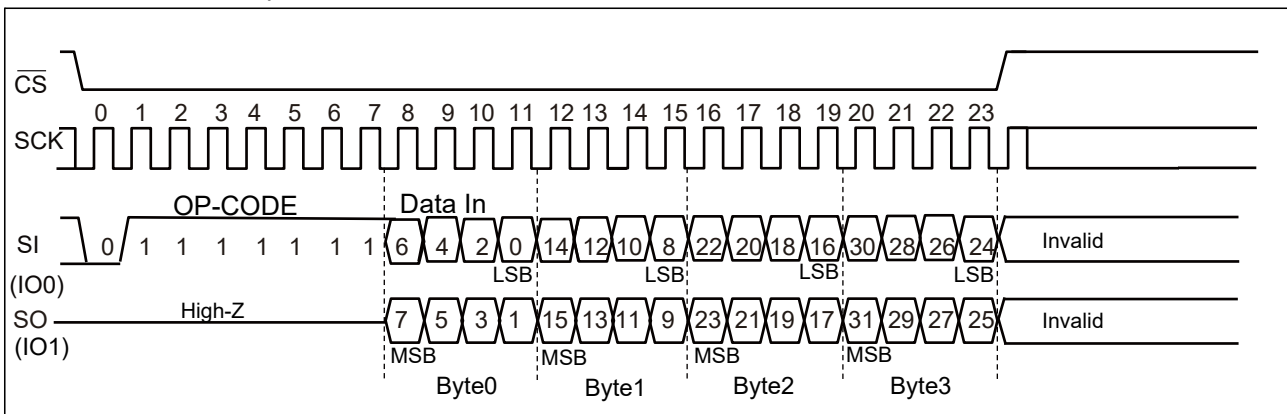 CS
0 1 2 3 4 5 6 7 8 9 10 11 12 13 14 15 16 17 18 19 20 21 22 23
SCK
OP-CODE Data In
SI 0 1 1 1 1 1 1 1 6 4 2 0 14 12 10 8 22 20 18 16 30 28 26 24 Invalid
(IO0) LSB LSB LSB LSB
SO High-Z 7 5 3 1 15 13 11 9 23 21 19 17 31 29 27 25 Invalid
(IO1) MSB MSB MSB MSB
Byte0 Byte1 Byte2 Byte3